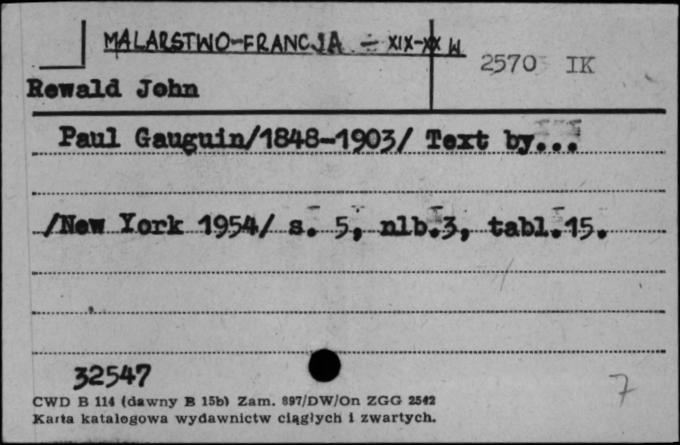 MALARSTWO-FRANCJA - XIX-XX W
2570 IK
Rewald John
Paul Gauguin/1848-1903/ Text by...
/New York 1954/ s. 5, nlb.3, tabl.15.
32547
7
CWD B 114 (dawny B 15b) Zam. 897/DW/On ZGG 2542
Karta katalogowa wydawnictw ciągłych i zwartych.